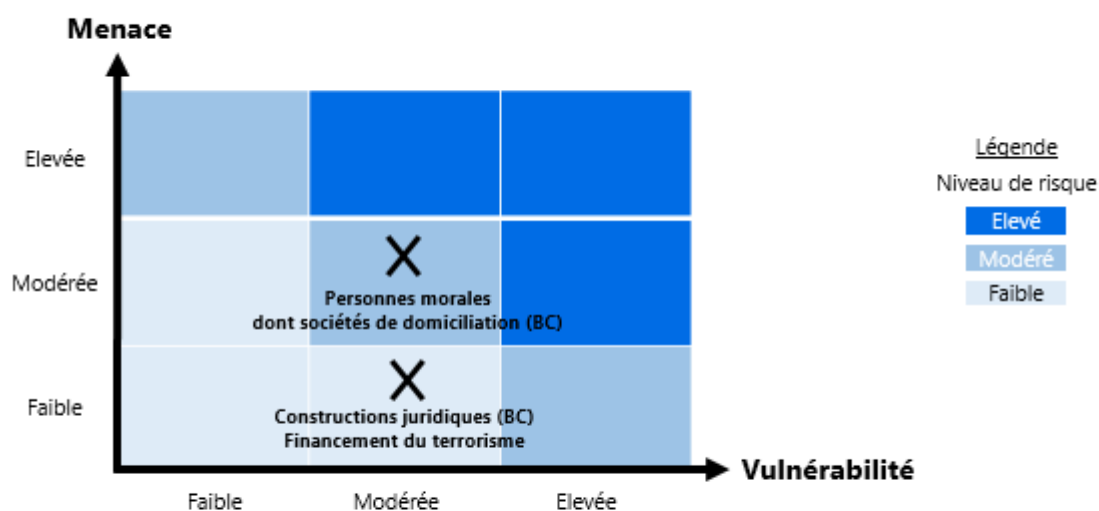 Menace
Elevée
Légende
Niveau de risque
Elevé
Modéré
Faible
Modérée
Personnes morales
dont sociétés de domiciliation (BC)
Faible
Constructions juridiques (BC)
Financement du terrorisme
Vulnérabilité
Faible
Modérée
Elevée